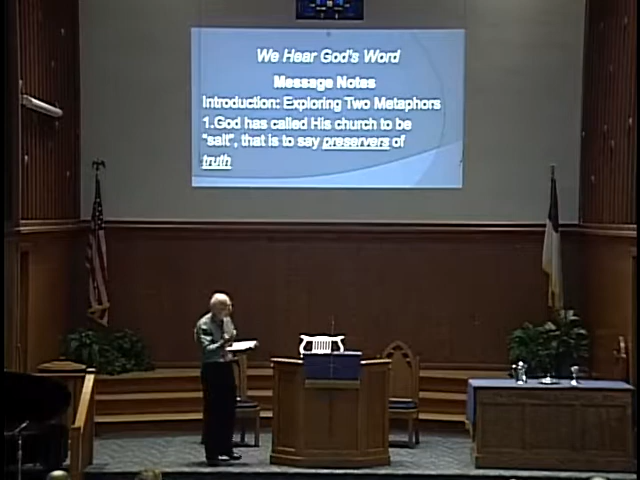 We Hear God's Word
Message Notes
Introduction: Exploring Two Metaphors
1.God has called His church to be
"salt", that is to say preservers of
truth